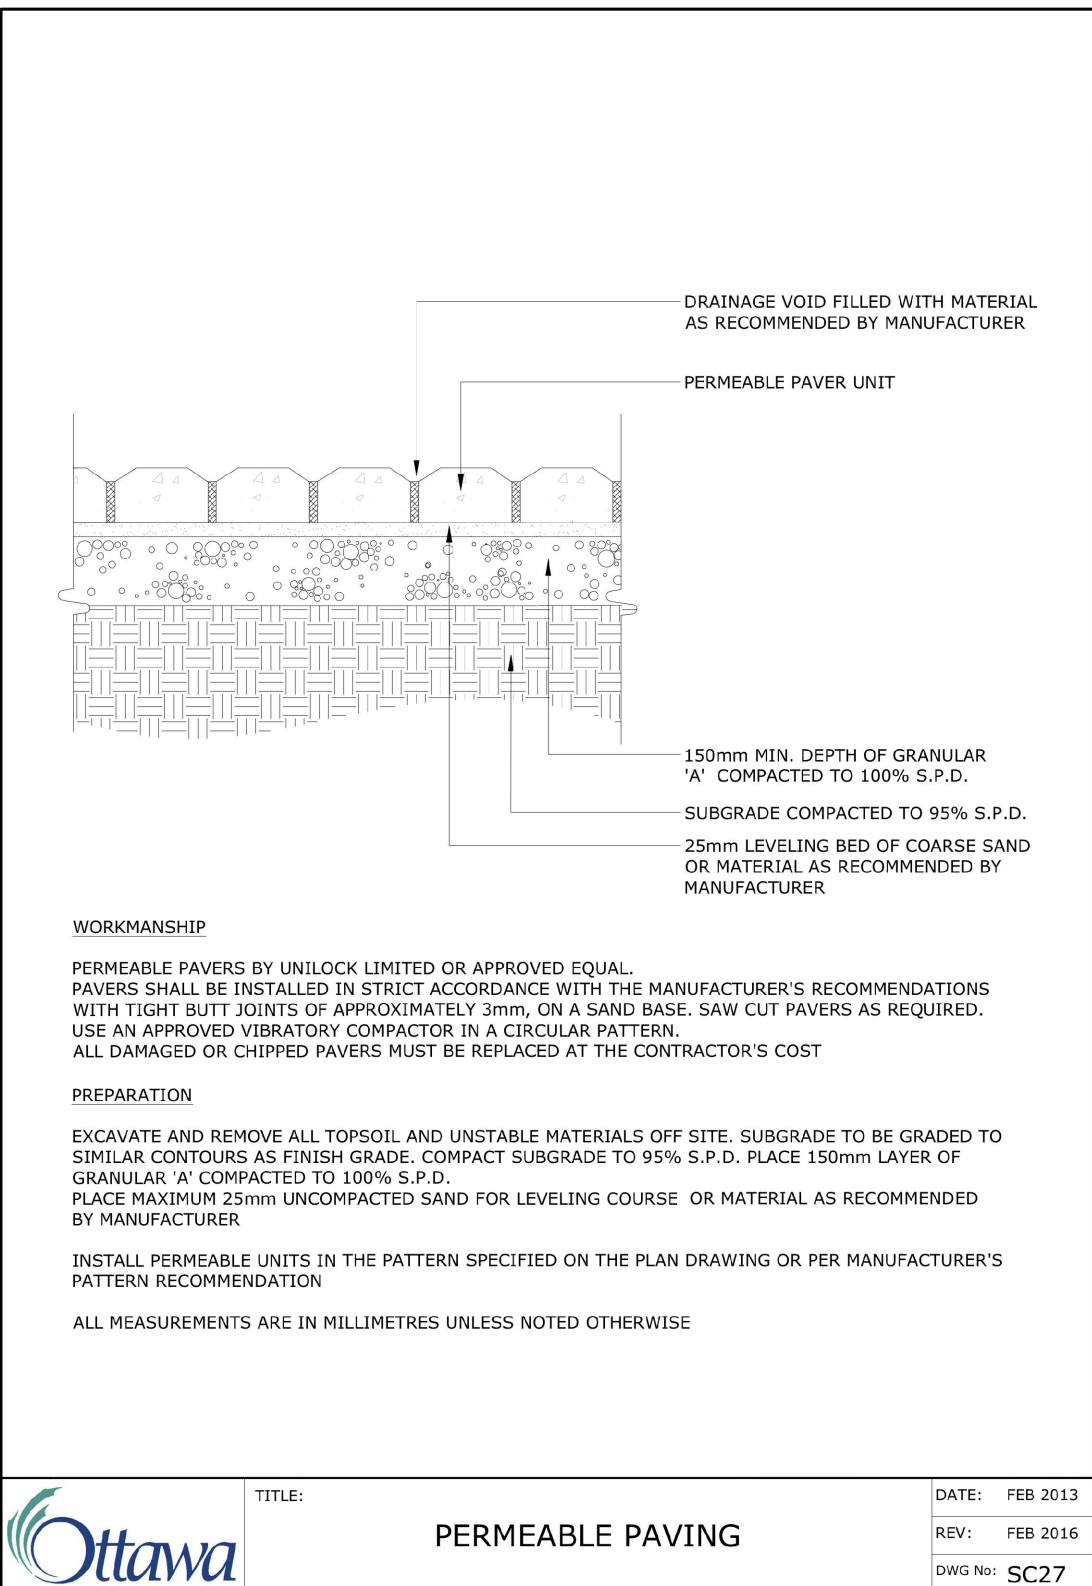 DRAINAGE VOID FILLED WITH MATERIAL
AS RECOMMENDED BY MANUFACTURER
PERMEABLE PAVER UNIT
150mm MIN. DEPTH OF GRANULAR
'A' COMPACTED TO 100% S.P.D.
SUBGRADE COMPACTED TO 95% S.P.D.
25mm LEVELING BED OF COARSE SAND
OR MATERIAL AS RECOMMENDED BY
MANUFACTURER
WORKMANSHIP
PERMEABLE PAVERS BY UNILOCK LIMITED OR APPROVED EQUAL.
PAVERS SHALL BE INSTALLED IN STRICT ACCORDANCE WITH THE MANUFACTURER'S RECOMMENDATIONS
WITH TIGHT BUTT JOINTS OF APPROXIMATELY 3mm, ON A SAND BASE. SAW CUT PAVERS AS REQUIRED.
USE AN APPROVED VIBRATORY COMPACTOR IN A CIRCULAR PATTERN.
ALL DAMAGED OR CHIPPED PAVERS MUST BE REPLACED AT THE CONTRACTOR'S COST
PREPARATION
EXCAVATE AND REMOVE ALL TOPSOIL AND UNSTABLE MATERIALS OFF SITE. SUBGRADE TO BE GRADED TO
SIMILAR CONTOURS AS FINISH GRADE. COMPACT SUBGRADE TO 95% S.P.D. PLACE 150mm LAYER OF
GRANULAR 'A' COMPACTED TO 100% S.P.D.
PLACE MAXIMUM 25mm UNCOMPACTED SAND FOR LEVELING COURSE OR MATERIAL AS RECOMMENDED
BY MANUFACTURER
INSTALL PERMEABLE UNITS IN THE PATTERN SPECIFIED ON THE PLAN DRAWING OR PER MANUFACTURER'S
PATTERN RECOMMENDATION
ALL MEASUREMENTS ARE IN MILLIMETRES UNLESS NOTED OTHERWISE
Ottawa
TITLE:
PERMEABLE PAVING
DATE: FEB 2013
REV: FEB 2016
DWG No: SC27